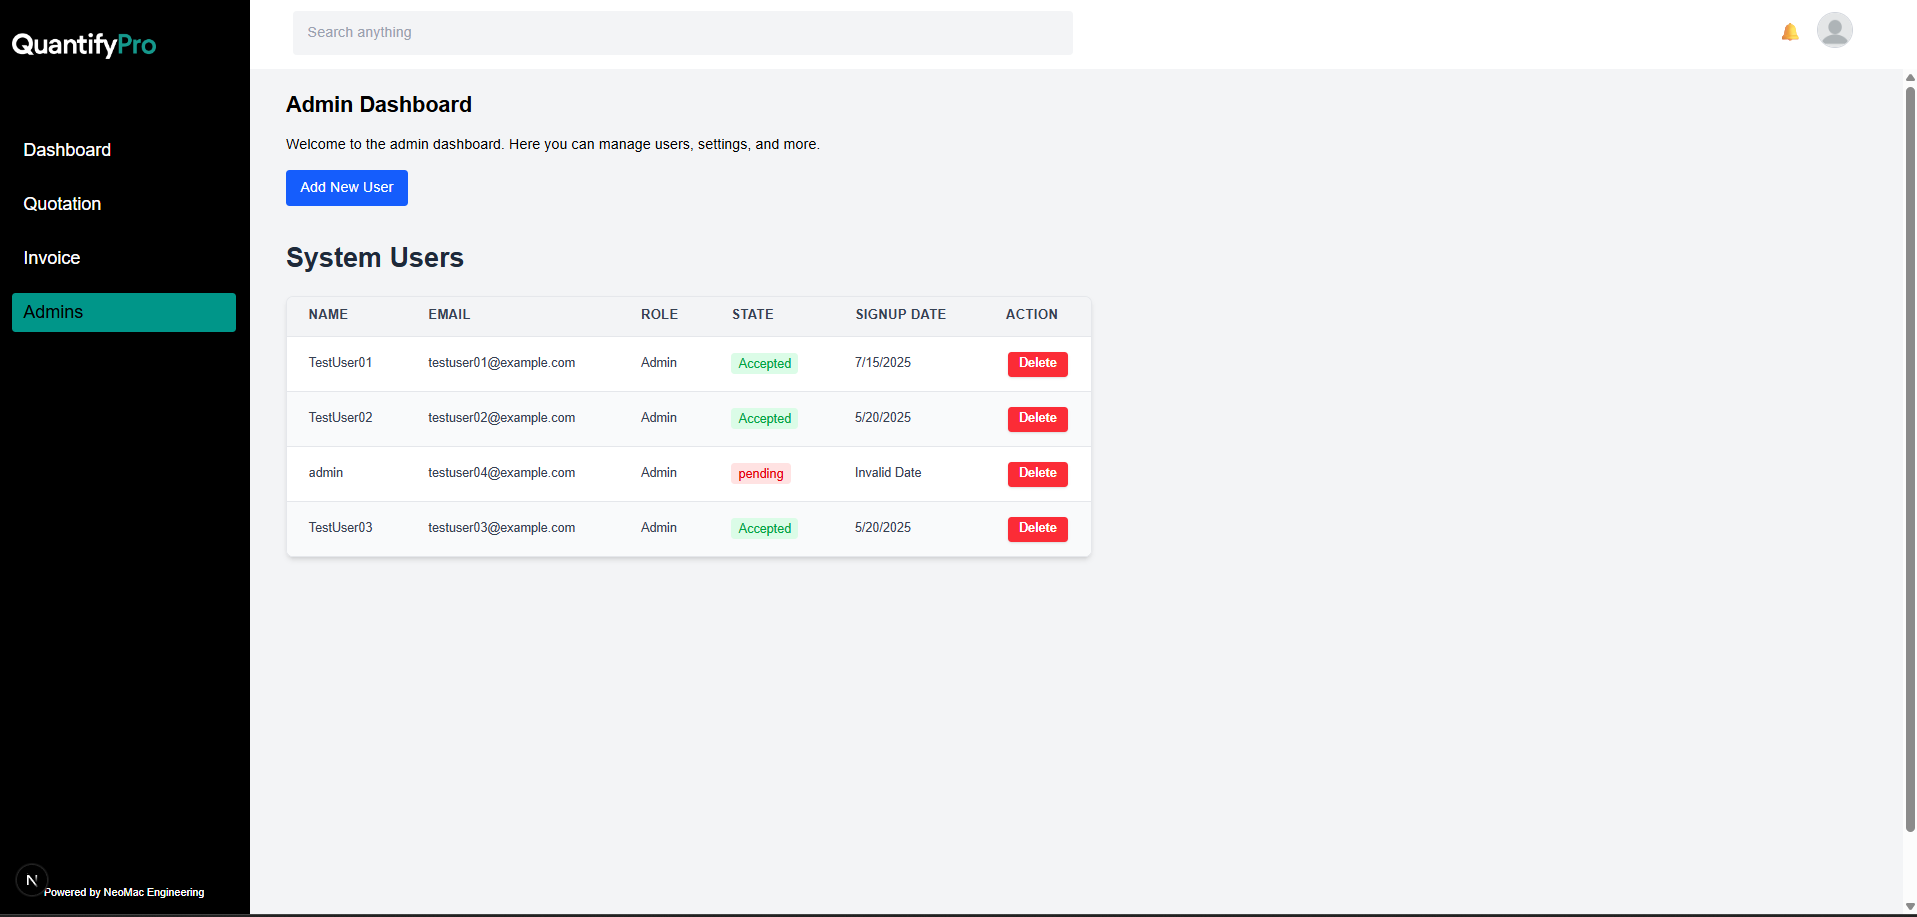 QuantifyPro
Search anything
Dashboard
Quotation
Invoice
Admins
N
Powered by NeoMac Engineering
Admin Dashboard
Welcome to the admin dashboard. Here you can manage users, settings, and more.
Add New User
System Users
NAME EMAIL ROLE STATE SIGNUP DATE ACTION
TestUser01 testuser01@example.com Admin Accepted 7/15/2025 Delete
TestUser02 testuser02@example.com Admin Accepted 5/20/2025 Delete
admin testuser04@example.com Admin pending Invalid Date Delete
TestUser03 testuser03@example.com Admin Accepted 5/20/2025 Delete